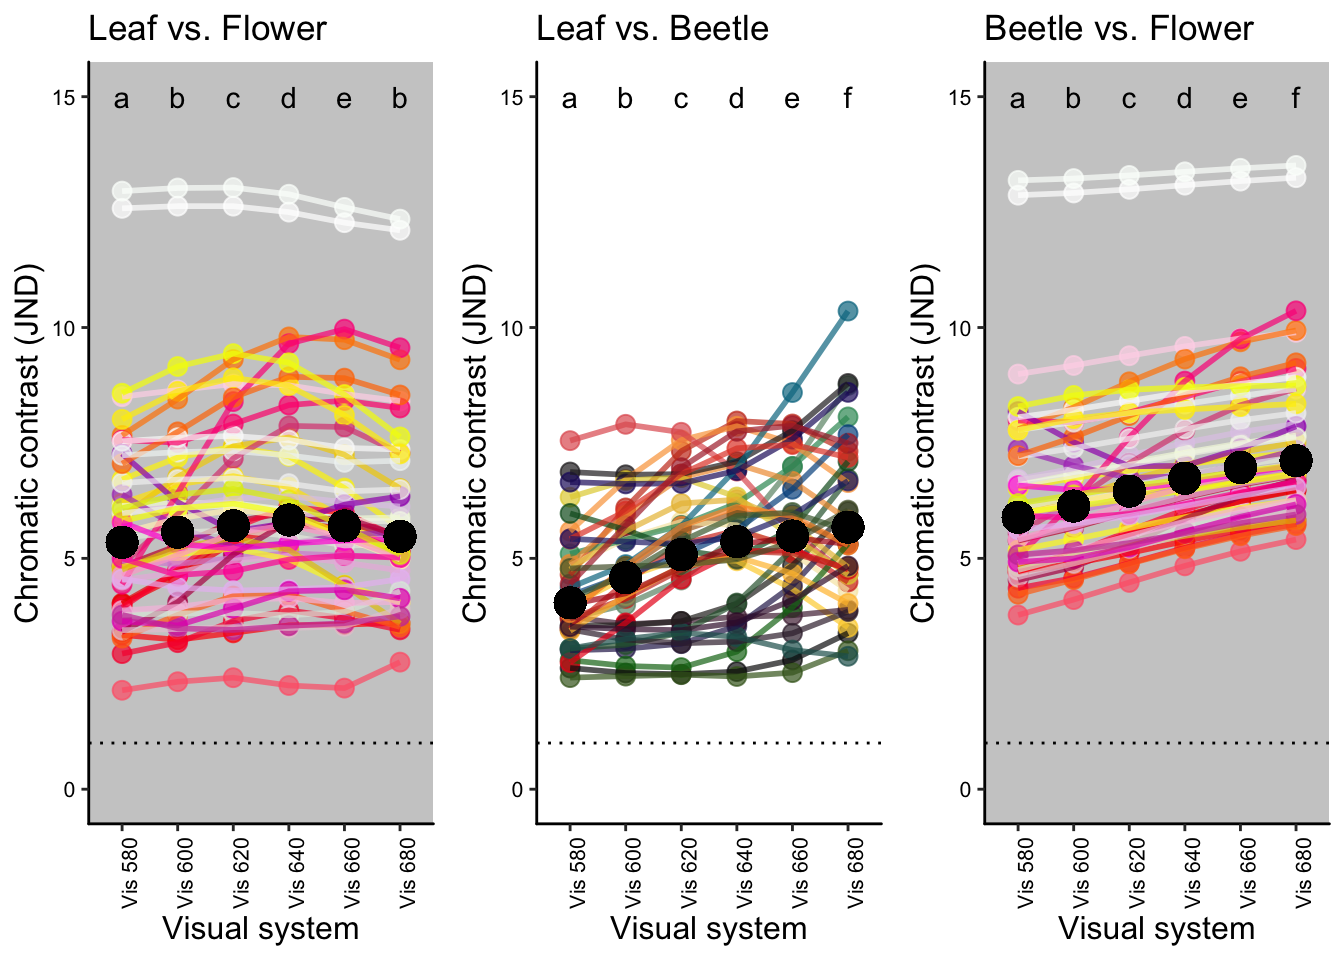 Leaf vs. Flower
Chromatic contrast (JND)
15
10
5
0
a b c d e b
Vis 580
Vis 600
Vis 620
Vis 640
Vis 660
Vis 680
Visual system
Leaf vs. Beetle
Chromatic contrast (JND)
15
10
5
0
a b c d e f
Vis 580
Vis 600
Vis 620
Vis 640
Vis 660
Vis 680
Visual system
Beetle vs. Flower
Chromatic contrast (JND)
15
10
5
0
a b c d e f
Vis 580
Vis 600
Vis 620
Vis 640
Vis 660
Vis 680
Visual system